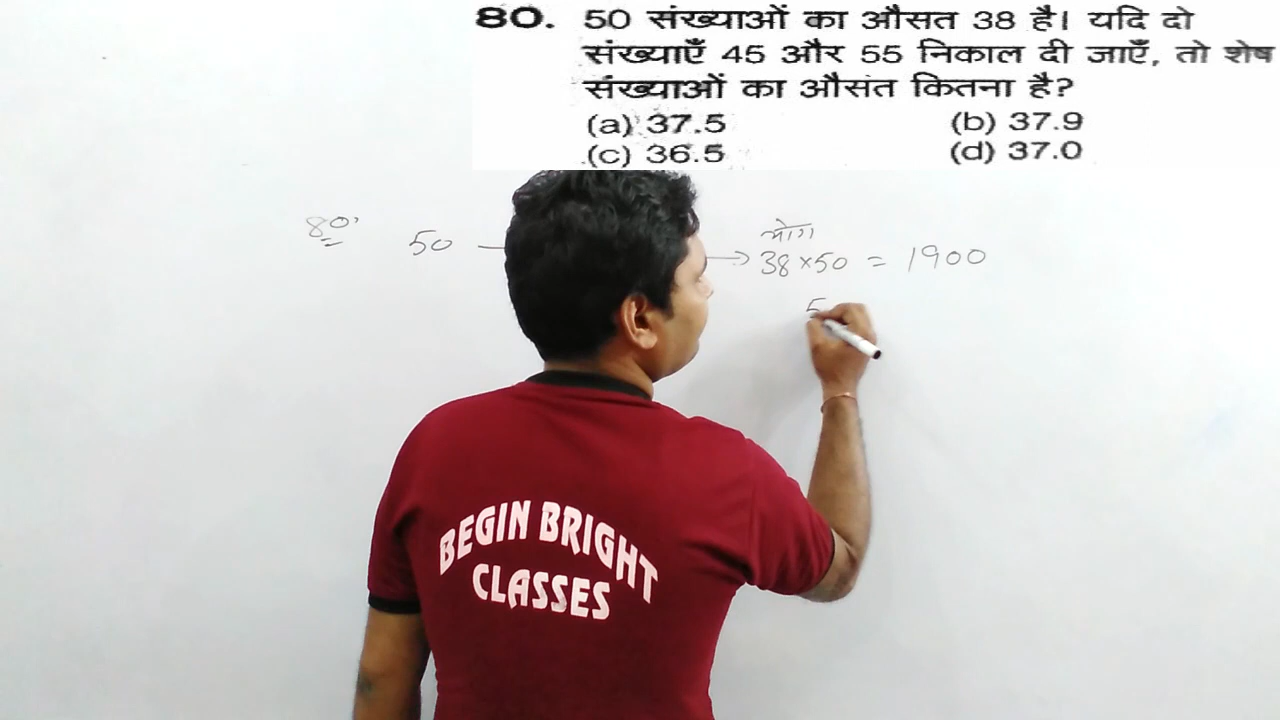 80. 50 संख्याओं का औसत 38 है। यदि दो
संख्याएँ 45 और 55 निकाल दी जाएँ, तो शेष
संख्याओं का औसत कितना है?
(a) 37.5 (b) 37.9
(c) 36.5 (d) 37.0
80.
योग
50 → 38×50 = 1900
5
BEGIN BRIGHT
CLASSES